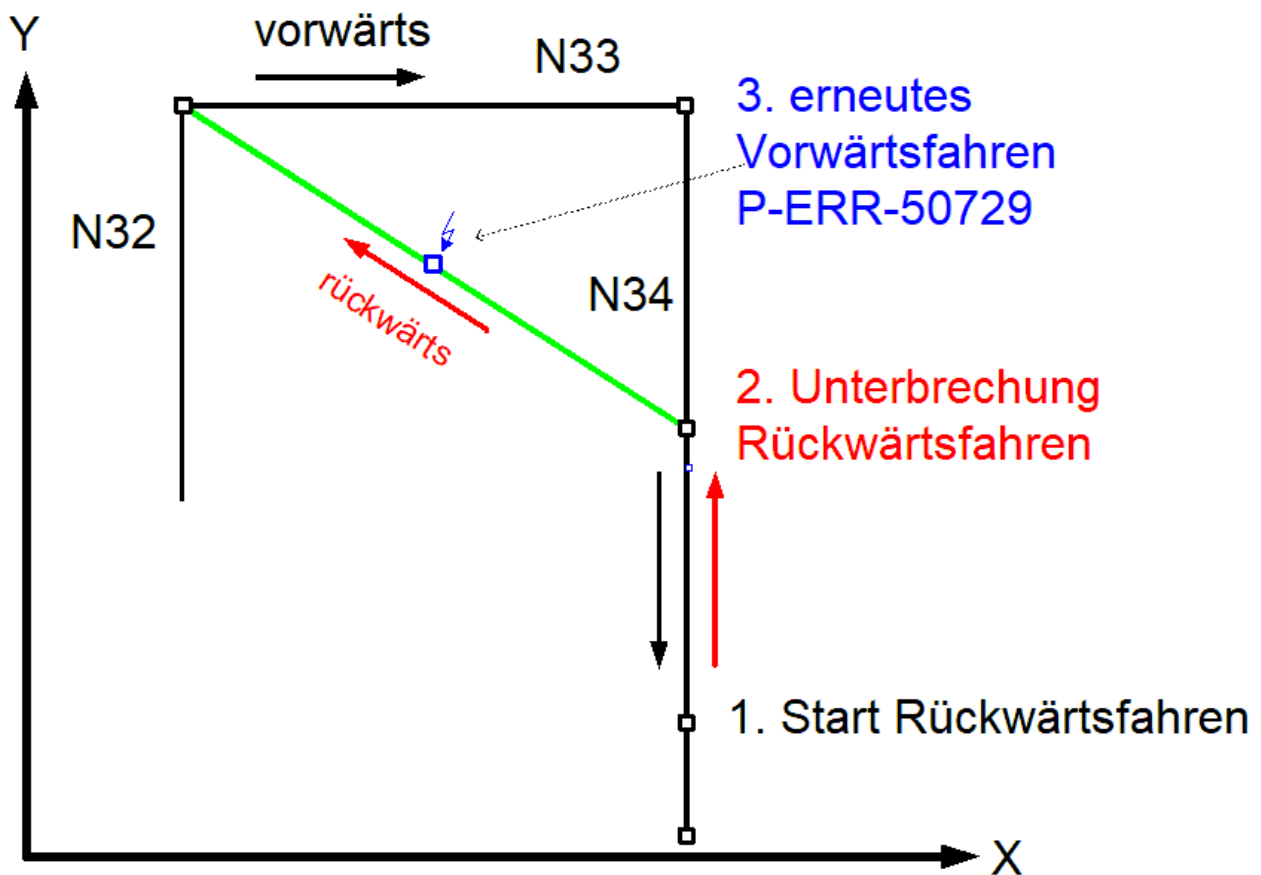 Y
vorwärts
N33
3. erneutes
Vorwärtsfahren
P-ERR-50729
N32
rückwärts
N34
2. Unterbrechung
Rückwärtsfahren
1. Start Rückwärtsfahren
X